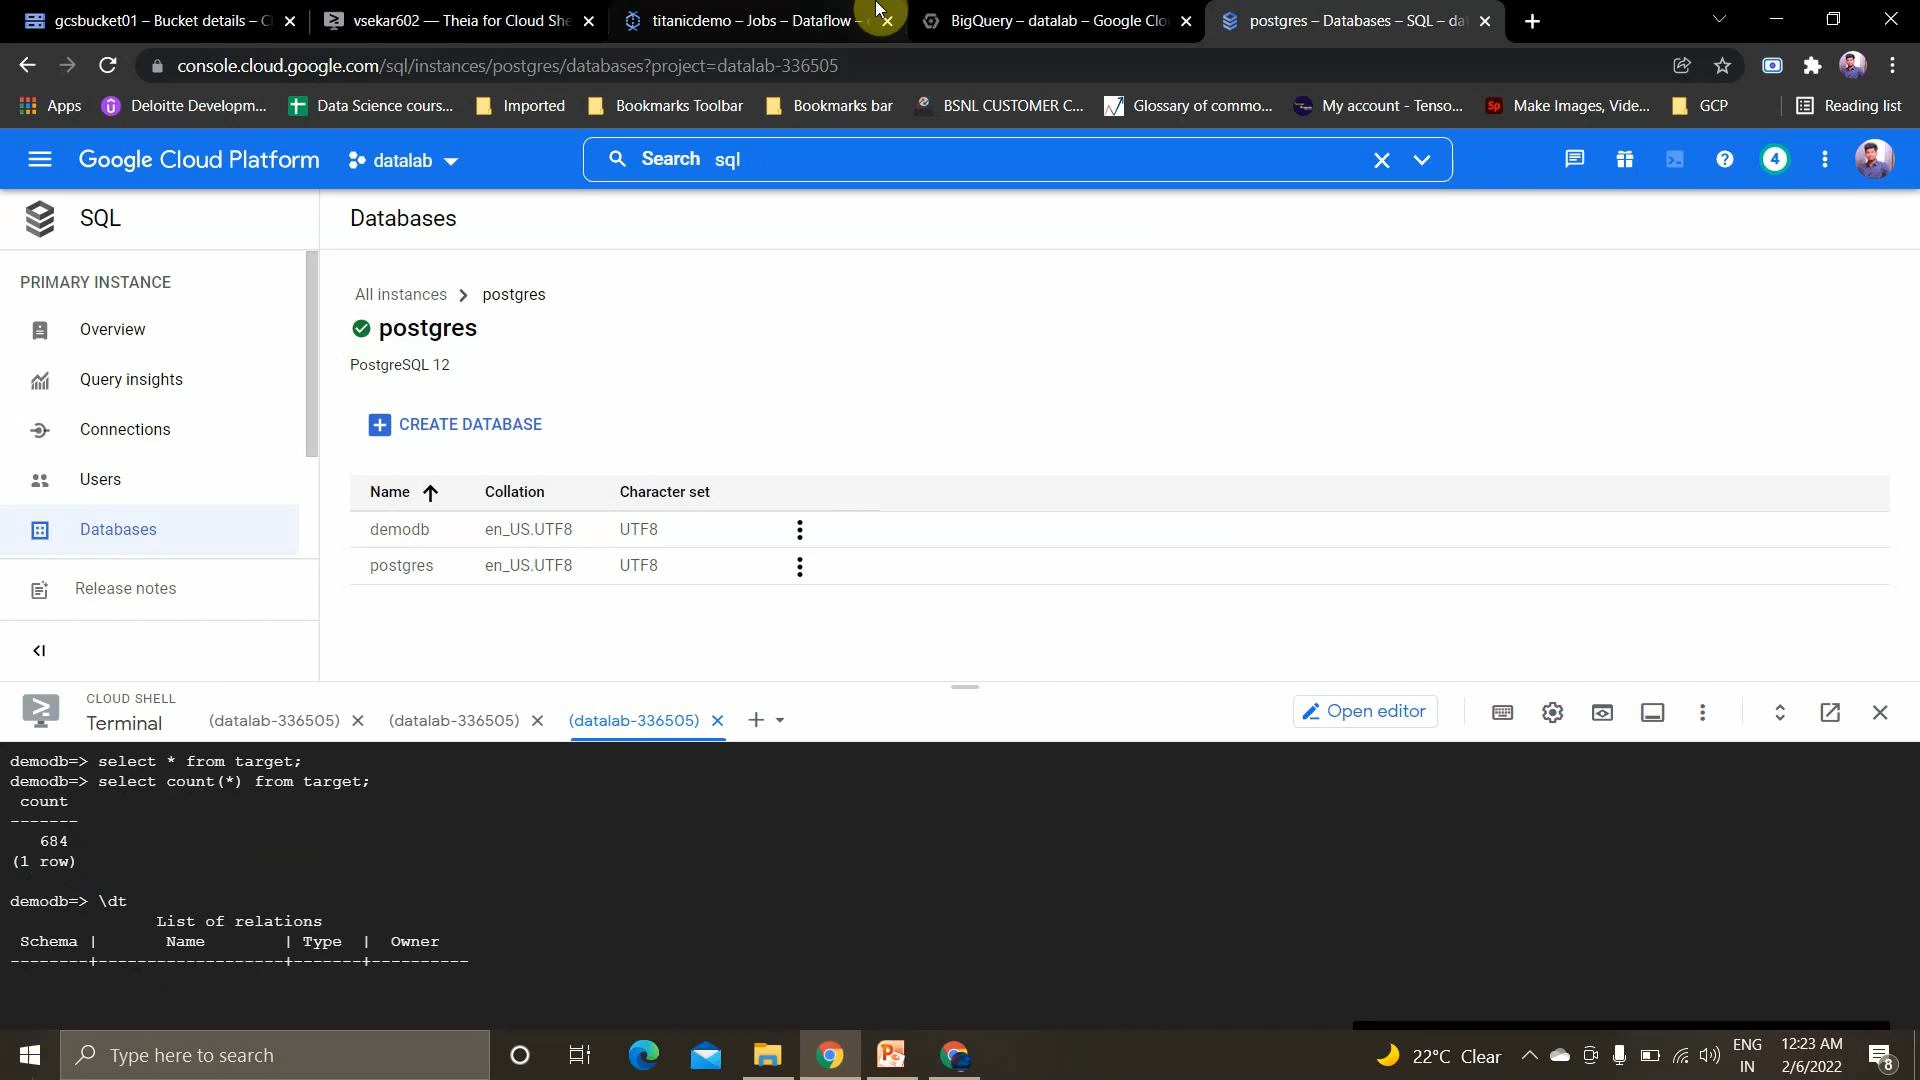 gcsbucket01 – Bucket details – C
vsekar602 — Theia for Cloud She
titanicdemo – Jobs – Dataflow –
BigQuery – datalab – Google Clo
postgres – Databases – SQL – da
console.cloud.google.com/sql/instances/postgres/databases?project=datalab-336505
Apps
Deloitte Developm...
Data Science cours...
Imported
Bookmarks Toolbar
Bookmarks bar
BSNL CUSTOMER C...
Glossary of commo...
My account - Tenso...
Sp
Make Images, Vide...
GCP
Reading list
Google Cloud Platform
datalab
Search sql
4
SQL
Databases
PRIMARY INSTANCE
Overview
Query insights
Connections
Users
Databases
Release notes
All instances
postgres
postgres
PostgreSQL 12
CREATE DATABASE
Name Collation Character set
demodb en_US.UTF8 UTF8
postgres en_US.UTF8 UTF8
CLOUD SHELL
Terminal
(datalab-336505)
(datalab-336505)
(datalab-336505)
Open editor
demodb=> select * from target;
demodb=> select count(*) from target;
count
-------
684
(1 row)
demodb=> \dt
List of relations
Schema | Name | Type | Owner
--------+-------------------+-------+----------
Type here to search
22°C Clear
ENG
IN
12:23 AM
2/6/2022
8